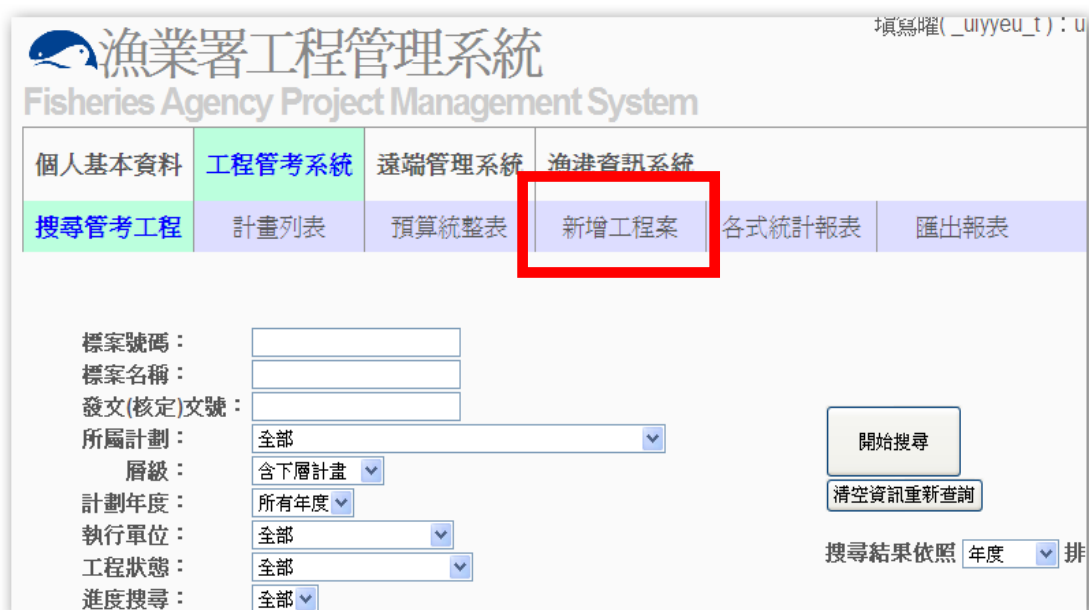 填寫曜(_ulyyeu_t)：u
漁業署工程管理系統
Fisheries Agency Project Management System
個人基本資料 工程管考系統 遠端管理系統 漁港資訊系統
搜尋管考工程 計畫列表 預算統整表 新增工程案 各式統計報表 匯出報表
標案號碼：
標案名稱：
發文(核定)文號：
所屬計劃： 全部
開始搜尋
層級： 含下層計畫
清空資訊重新查詢
計劃年度： 所有年度
執行單位： 全部
搜尋結果依照 年度 排
工程狀態： 全部
進度搜尋： 全部